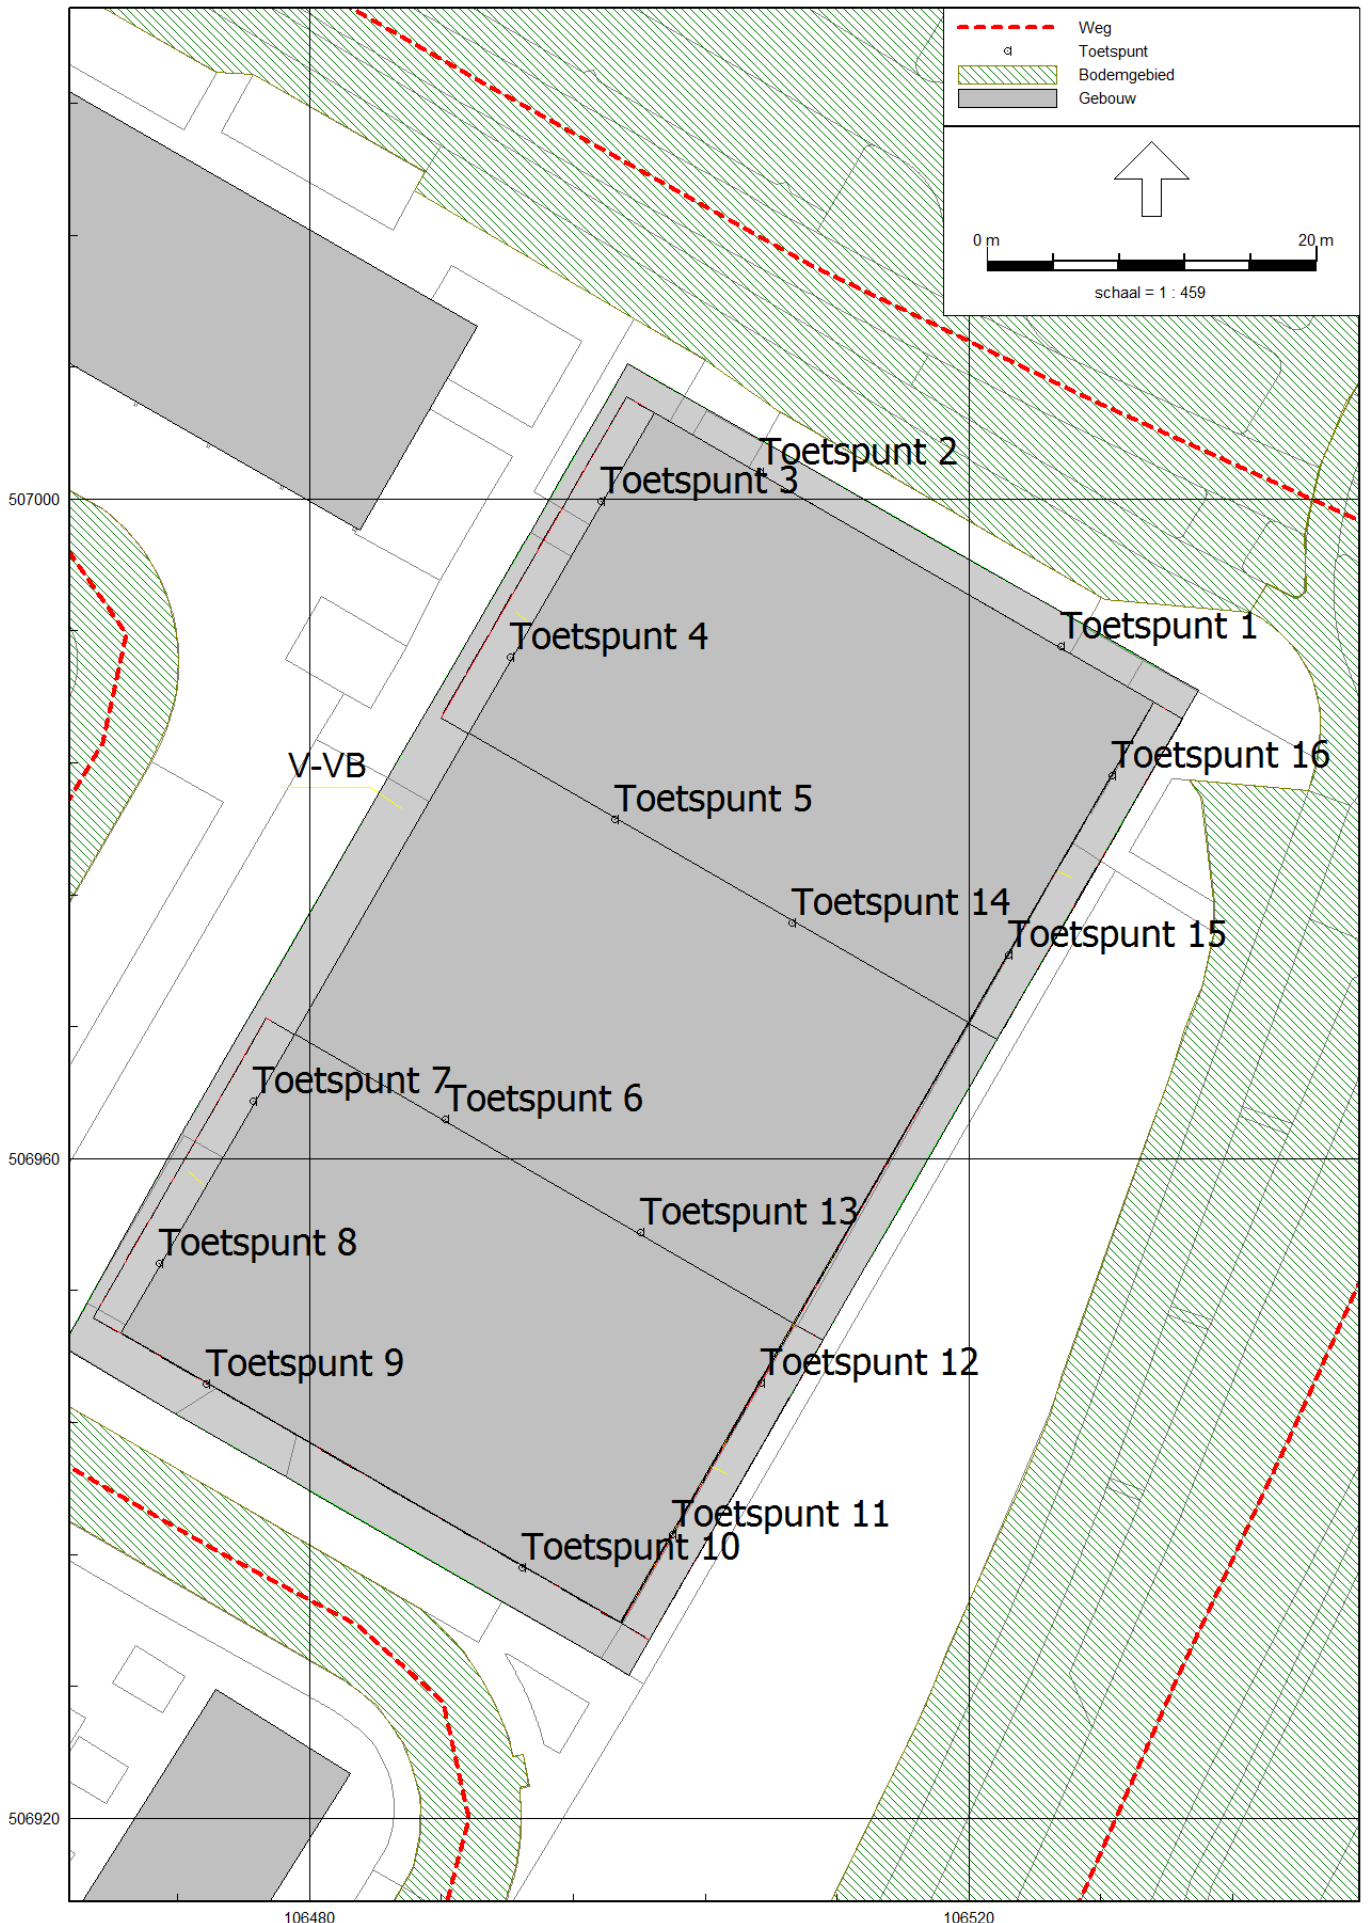 Weg
Toetspunt
Bodemgebied
Gebouw
0 m
20 m
schaal = 1 : 459
Toetspunt 2
Toetspunt 3
507000
Toetspunt 1
Toetspunt 4
Toetspunt 16
V-VB
Toetspunt 5
Toetspunt 14
Toetspunt 15
Toetspunt 7
Toetspunt 6
506960
Toetspunt 13
Toetspunt 8
Toetspunt 9
Toetspunt 12
Toetspunt 11
Toetspunt 10
506920
106480
106520